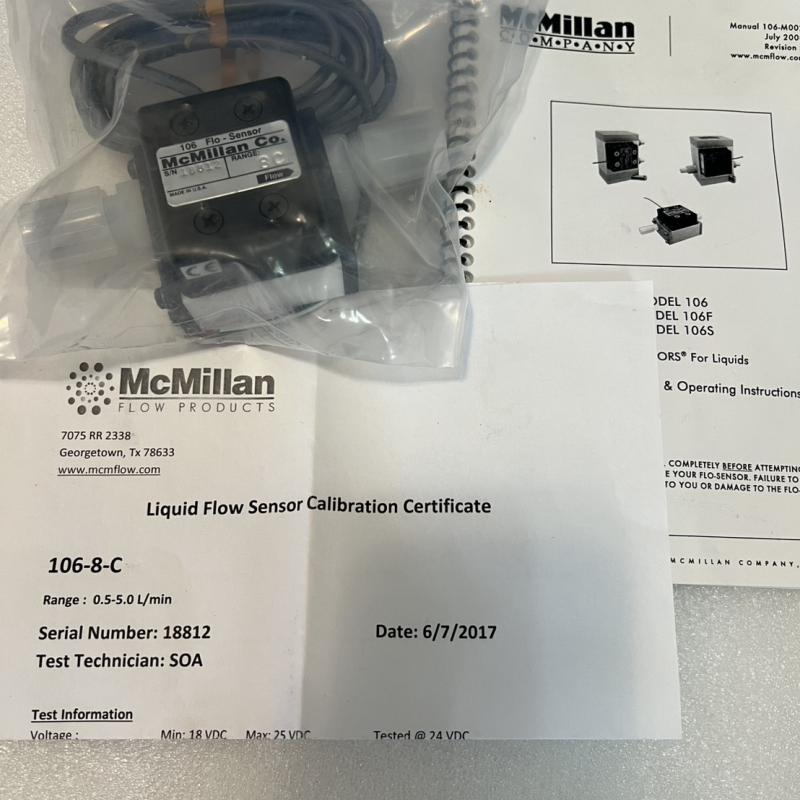 106 Flo-Sensor
McMillan Co.
S/N
RANGE:
8C
Flow
MADE IN U.S.A.
CE
McMillan
C•O•M•P•A•N•Y
Manual 106-M00
July 200
Revision
www.mcmflow.com
DEL 106
DEL 106F
DEL 106S
ORS® For Liquids
& Operating Instructions
COMPLETELY BEFORE ATTEMPTING
E YOUR FLO-SENSOR. FAILURE TO
TO YOU OR DAMAGE TO THE FLO-
MCMILLAN COMPANY,
McMillan
FLOW PRODUCTS
7075 RR 2338
Georgetown, Tx 78633
www.mcmflow.com
Liquid Flow Sensor Calibration Certificate
106-8-C
Range : 0.5-5.0 L/min
Serial Number: 18812
Date: 6/7/2017
Test Technician: SOA
Test Information
Voltage : Min: 18 VDC Max: 25 VDC Tested @ 24 VDC